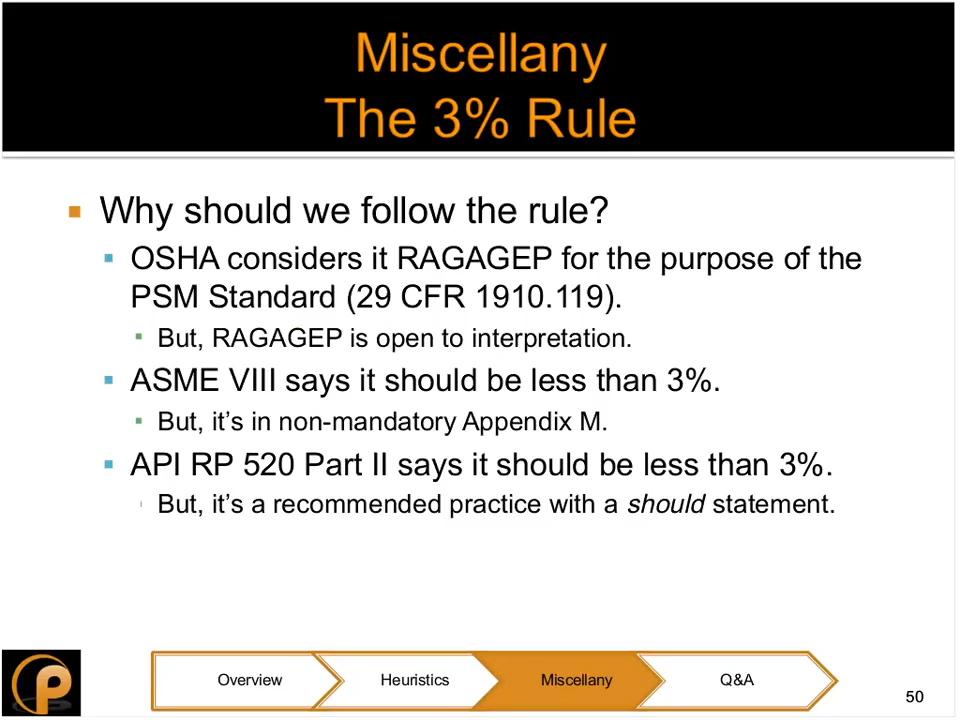 Miscellany
The 3% Rule
Why should we follow the rule?
OSHA considers it RAGAGEP for the purpose of the
PSM Standard (29 CFR 1910.119).
But, RAGAGEP is open to interpretation.
ASME VIII says it should be less than 3%.
But, it's in non-mandatory Appendix M.
API RP 520 Part II says it should be less than 3%.
But, it's a recommended practice with a should statement.
P
Overview
Heuristics
Miscellany
Q&A
50